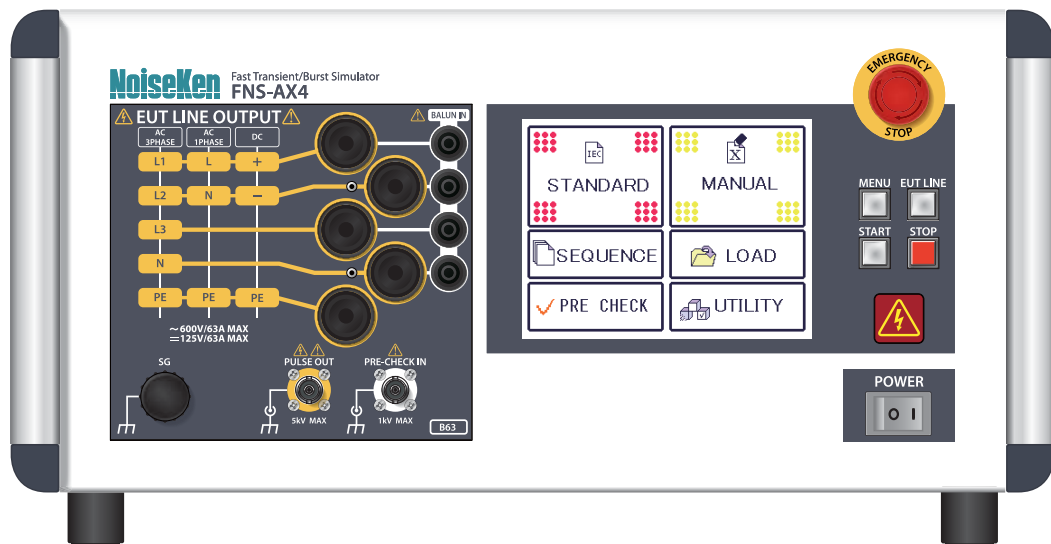 NoiseKen
Fast Transient/Burst Simulator
FNS-AX4
EUT LINE OUTPUT
BALUN IN
AC
3PHASE
AC
1PHASE
DC
L1 L +
L2 N −
L3
N
PE PE PE
~600V/63A MAX
⎓125V/63A MAX
SG
PULSE OUT
5kV MAX
PRE-CHECK IN
1kV MAX
B63
IEC
STANDARD
X
MANUAL
SEQUENCE
LOAD
PRE CHECK
UTILITY
EMERGENCY
STOP
MENU EUT LINE
START STOP
POWER
O I